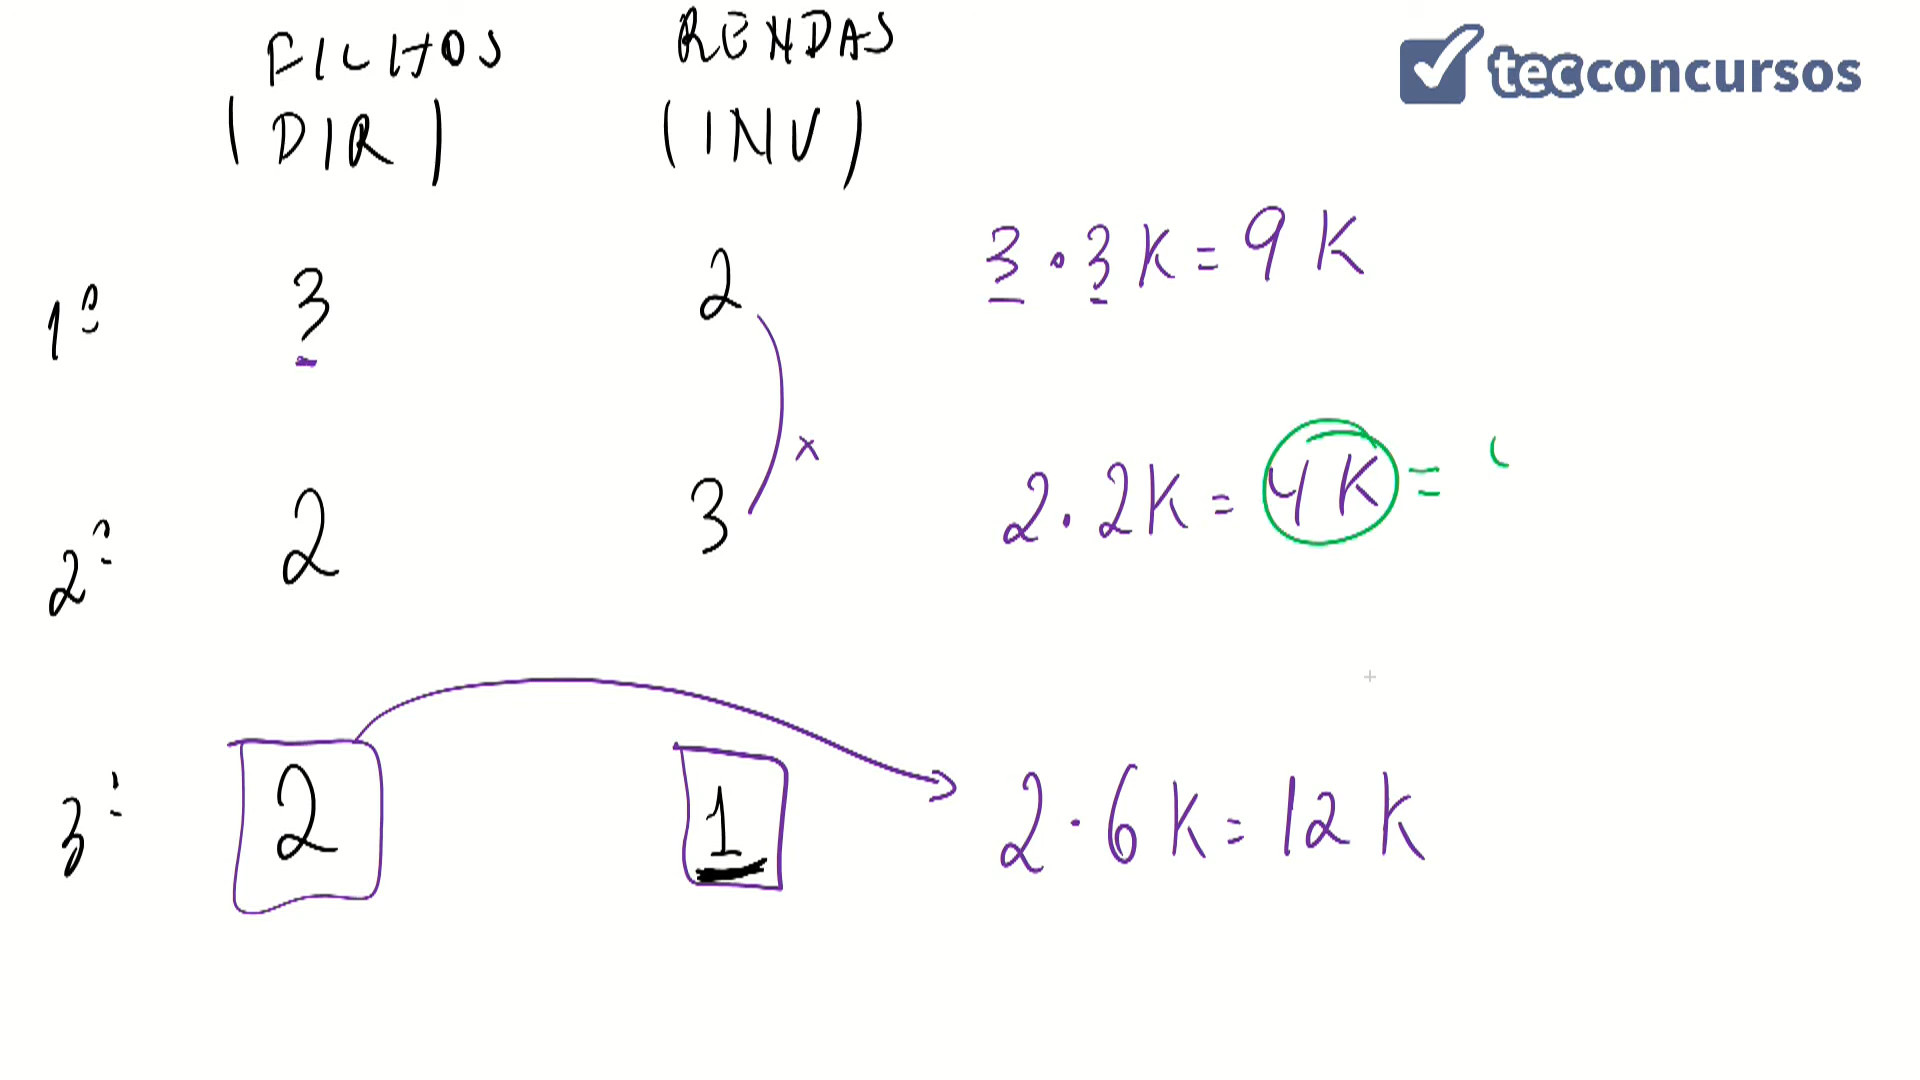 FILHOS RENDAS
tecconcursos
(DIR) (INV)
1º 3 2 3 · 3K = 9K
x
2º 2 3 2 · 2K = 4K =
3º 2 1 2 · 6K = 12K